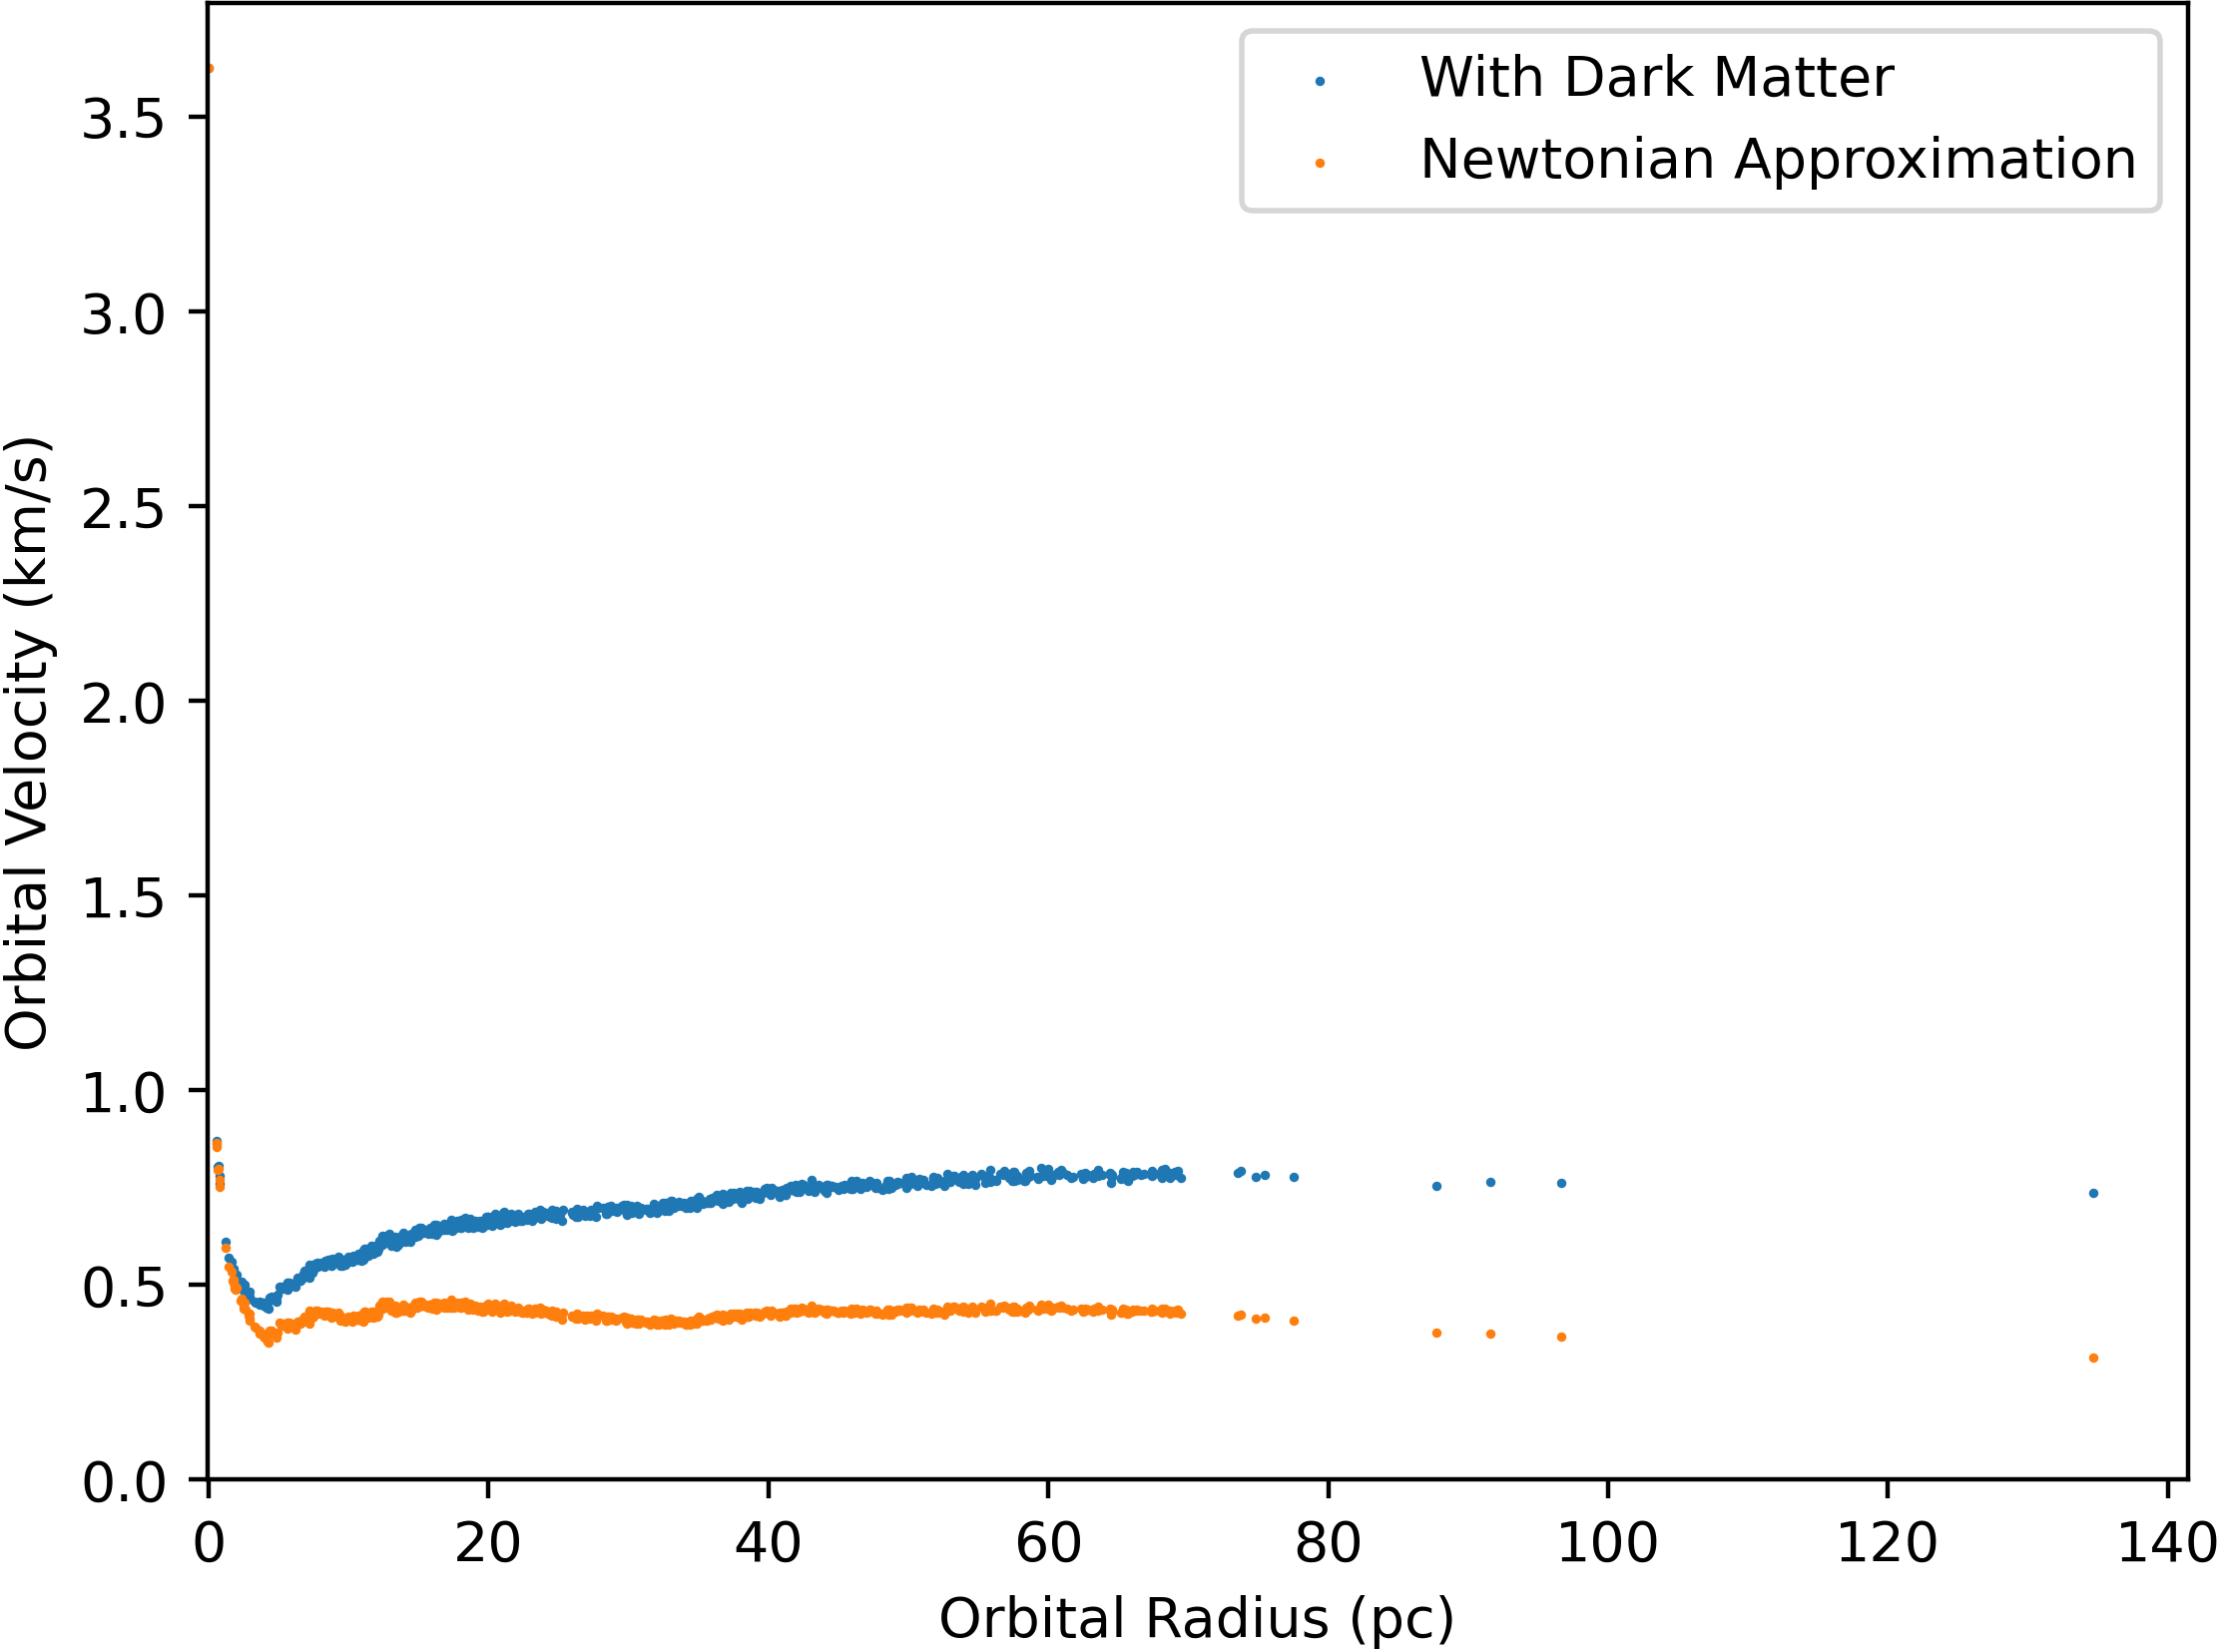 With Dark Matter
Newtonian Approximation
Orbital Velocity (km/s)
3.5
3.0
2.5
2.0
1.5
1.0
0.5
0.0
0 20 40 60 80 100 120 140
Orbital Radius (pc)